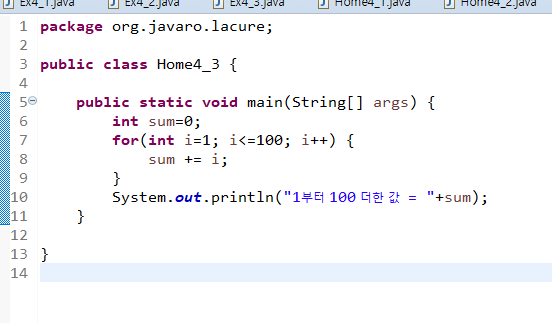 Ex4_1.java Ex4_2.java Ex4_3.java Home4_1.java Home4_2.java
1 package org.javaro.lacure;
2
3 public class Home4_3 {
4
5 public static void main(String[] args) {
6 int sum=0;
7 for(int i=1; i<=100; i++) {
8 sum += i;
9 }
10 System.out.println("1부터 100 더한 값 = "+sum);
11 }
12
13 }
14